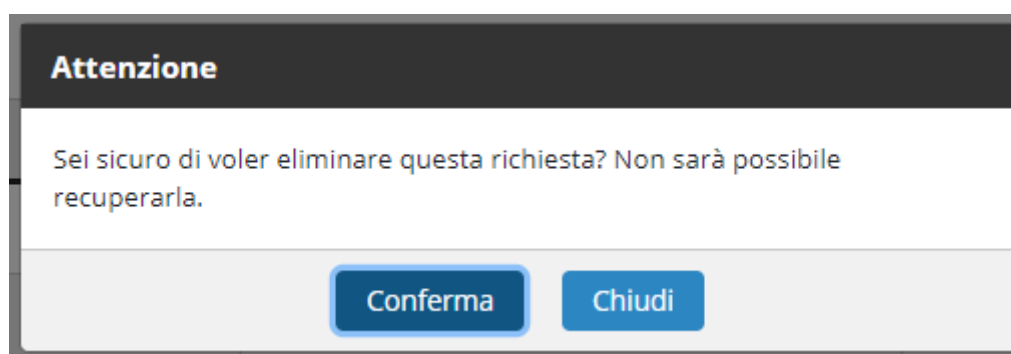 Attenzione
Sei sicuro di voler eliminare questa richiesta? Non sarà possibile
recuperarla.
Conferma Chiudi